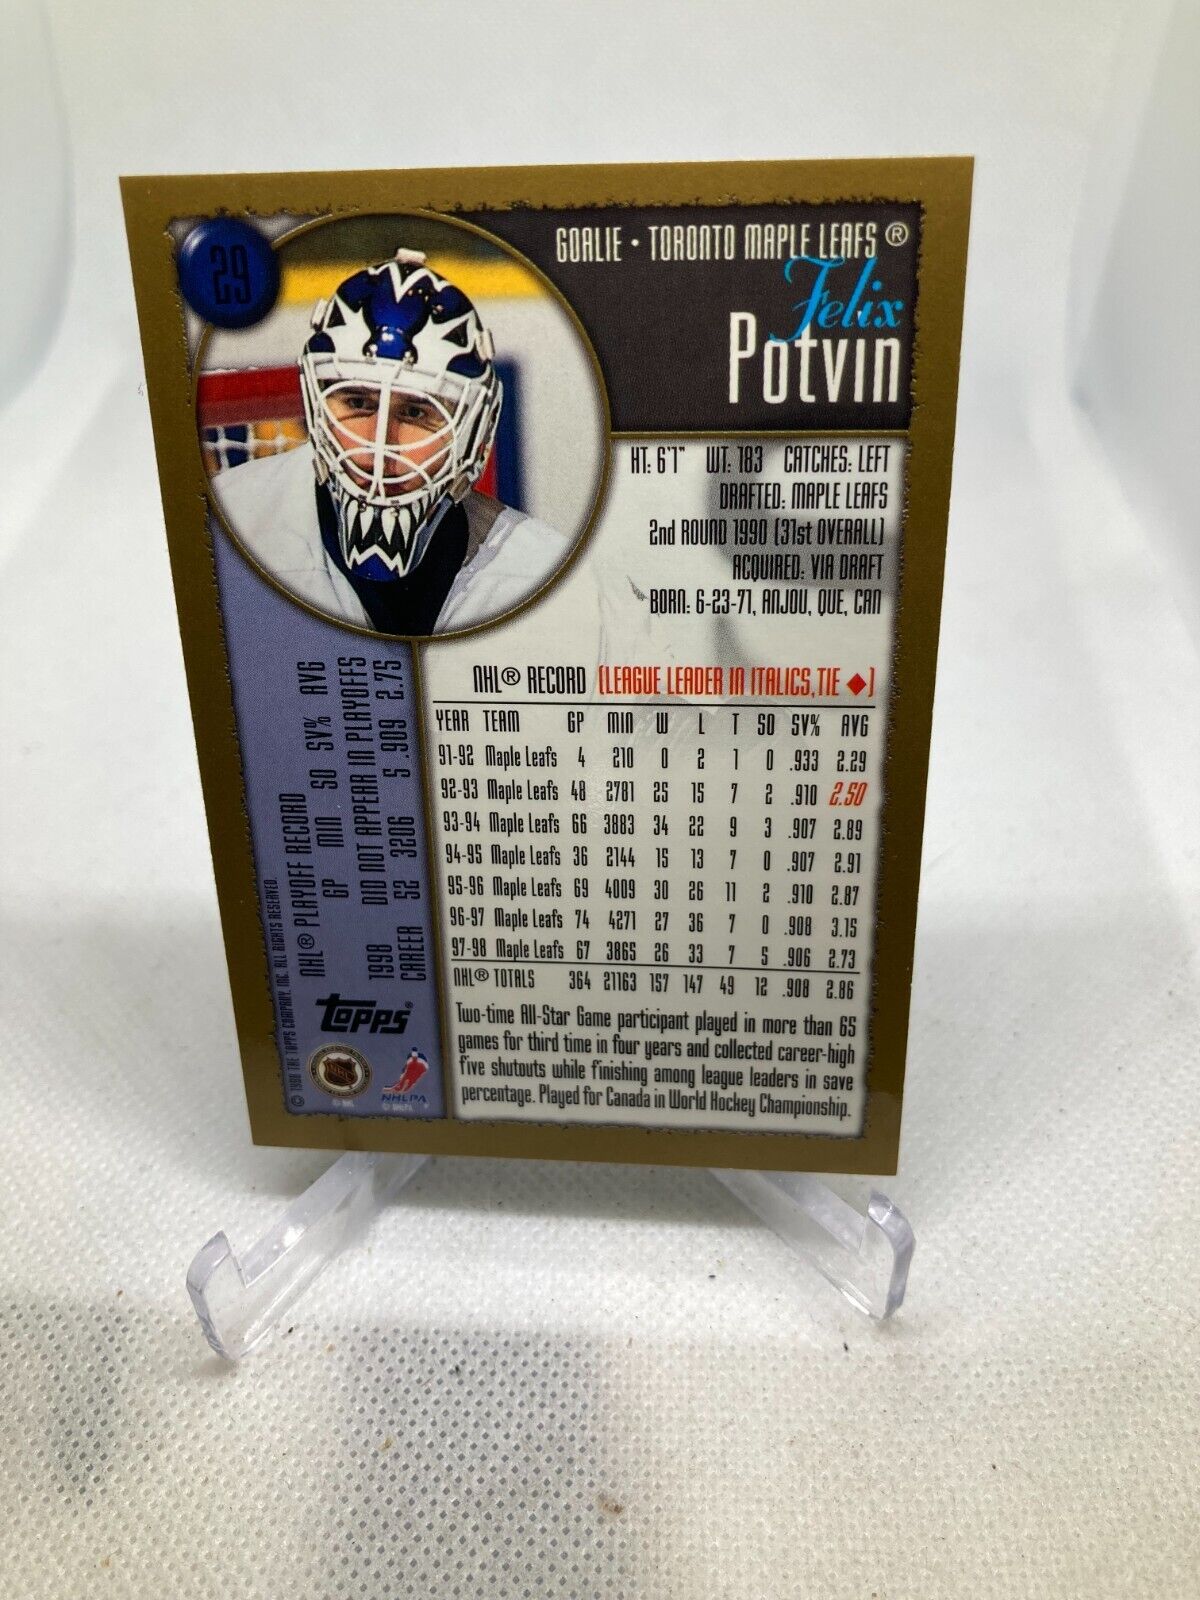 29
GOALIE • TORONTO MAPLE LEAFS ®
Felix
Potvin
HT: 6'1" WT: 183 CATCHES: LEFT
DRAFTED: MAPLE LEAFS
2nd ROUND 1990 (31st OVERALL)
ACQUIRED: VIA DRAFT
BORN: 6-23-71, ANJOU, QUE, CAN
NHL® RECORD (LEAGUE LEADER IN ITALICS, TIE ♦)
YEAR TEAM GP MIN W L T SO SV% AVG
91-92 Maple Leafs 4 210 0 2 1 0 .933 2.29
92-93 Maple Leafs 48 2781 25 15 7 2 .910 2.50
93-94 Maple Leafs 66 3883 34 22 9 3 .907 2.89
94-95 Maple Leafs 36 2144 15 13 7 0 .907 2.91
95-96 Maple Leafs 69 4009 30 26 11 2 .910 2.87
96-97 Maple Leafs 74 4271 27 36 7 0 .908 3.15
97-98 Maple Leafs 67 3865 26 33 7 5 .906 2.73
NHL® TOTALS 364 21163 157 147 49 12 .908 2.86
Two-time All-Star Game participant played in more than 65
games for third time in four years and collected career-high
five shutouts while finishing among league leaders in save
percentage. Played for Canada in World Hockey Championship.
NHL® PLAYOFF RECORD
GP MIN SO SV% AVG
1998 DID NOT APPEAR IN PLAYOFFS
CAREER 52 3206 5 .909 2.75
© 1998 THE TOPPS COMPANY, INC. ALL RIGHTS RESERVED.
Topps®
NHL
© NHL
NHLPA
© NHLPA